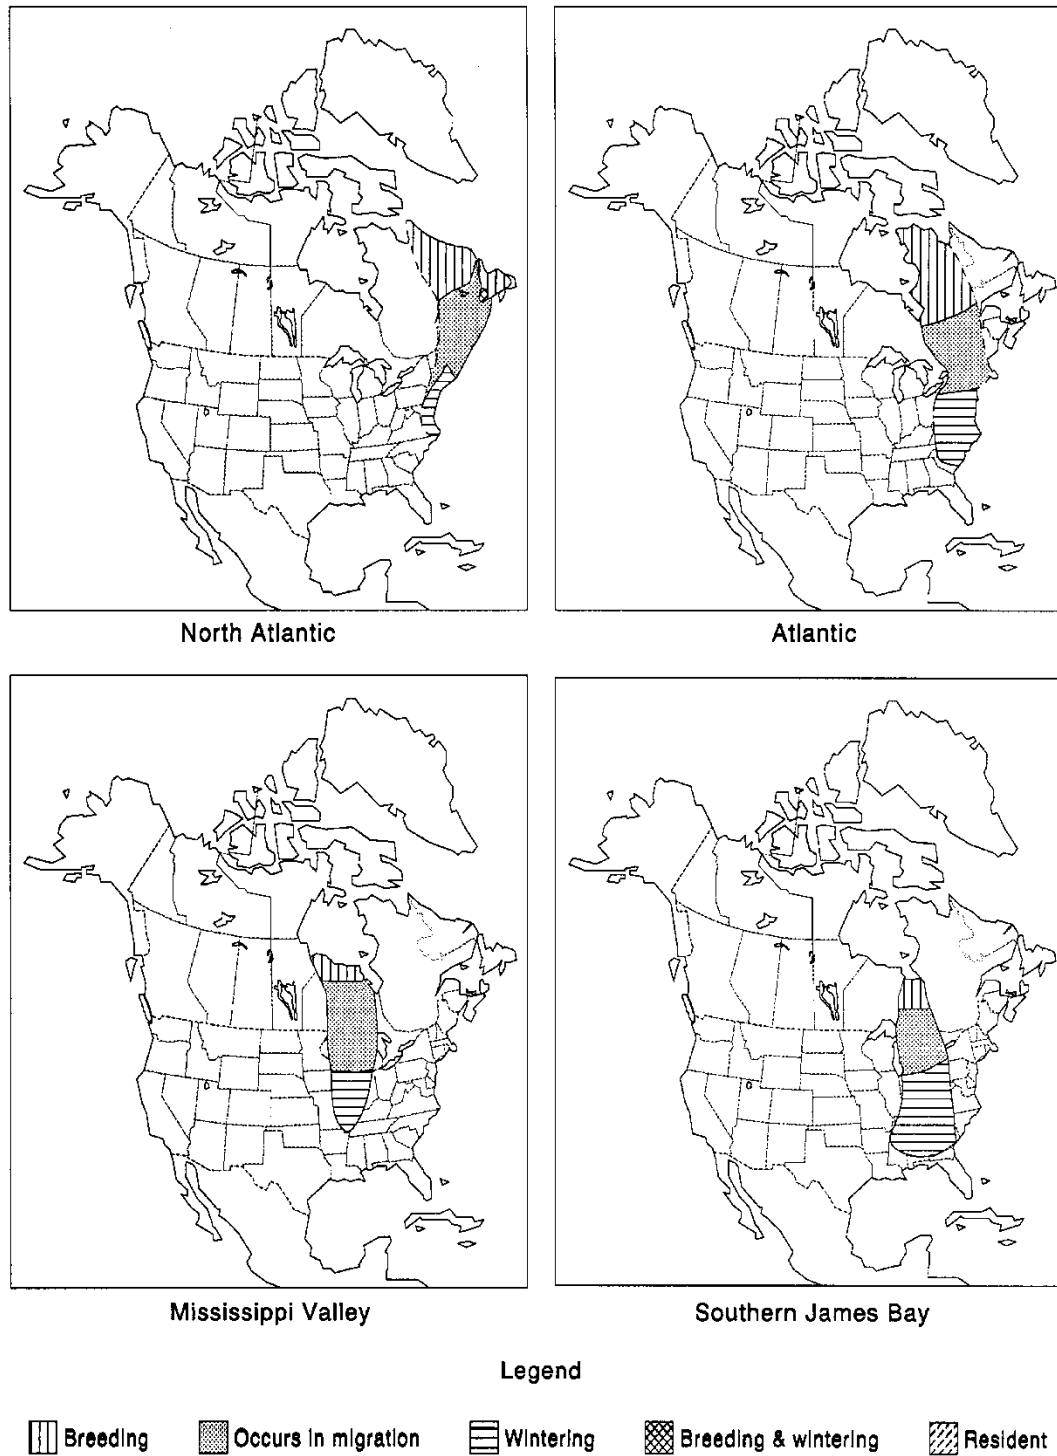 North Atlantic
Atlantic
Mississippi Valley
Southern James Bay
Legend
Breeding
Occurs in migration
Wintering
Breeding & wintering
Resident